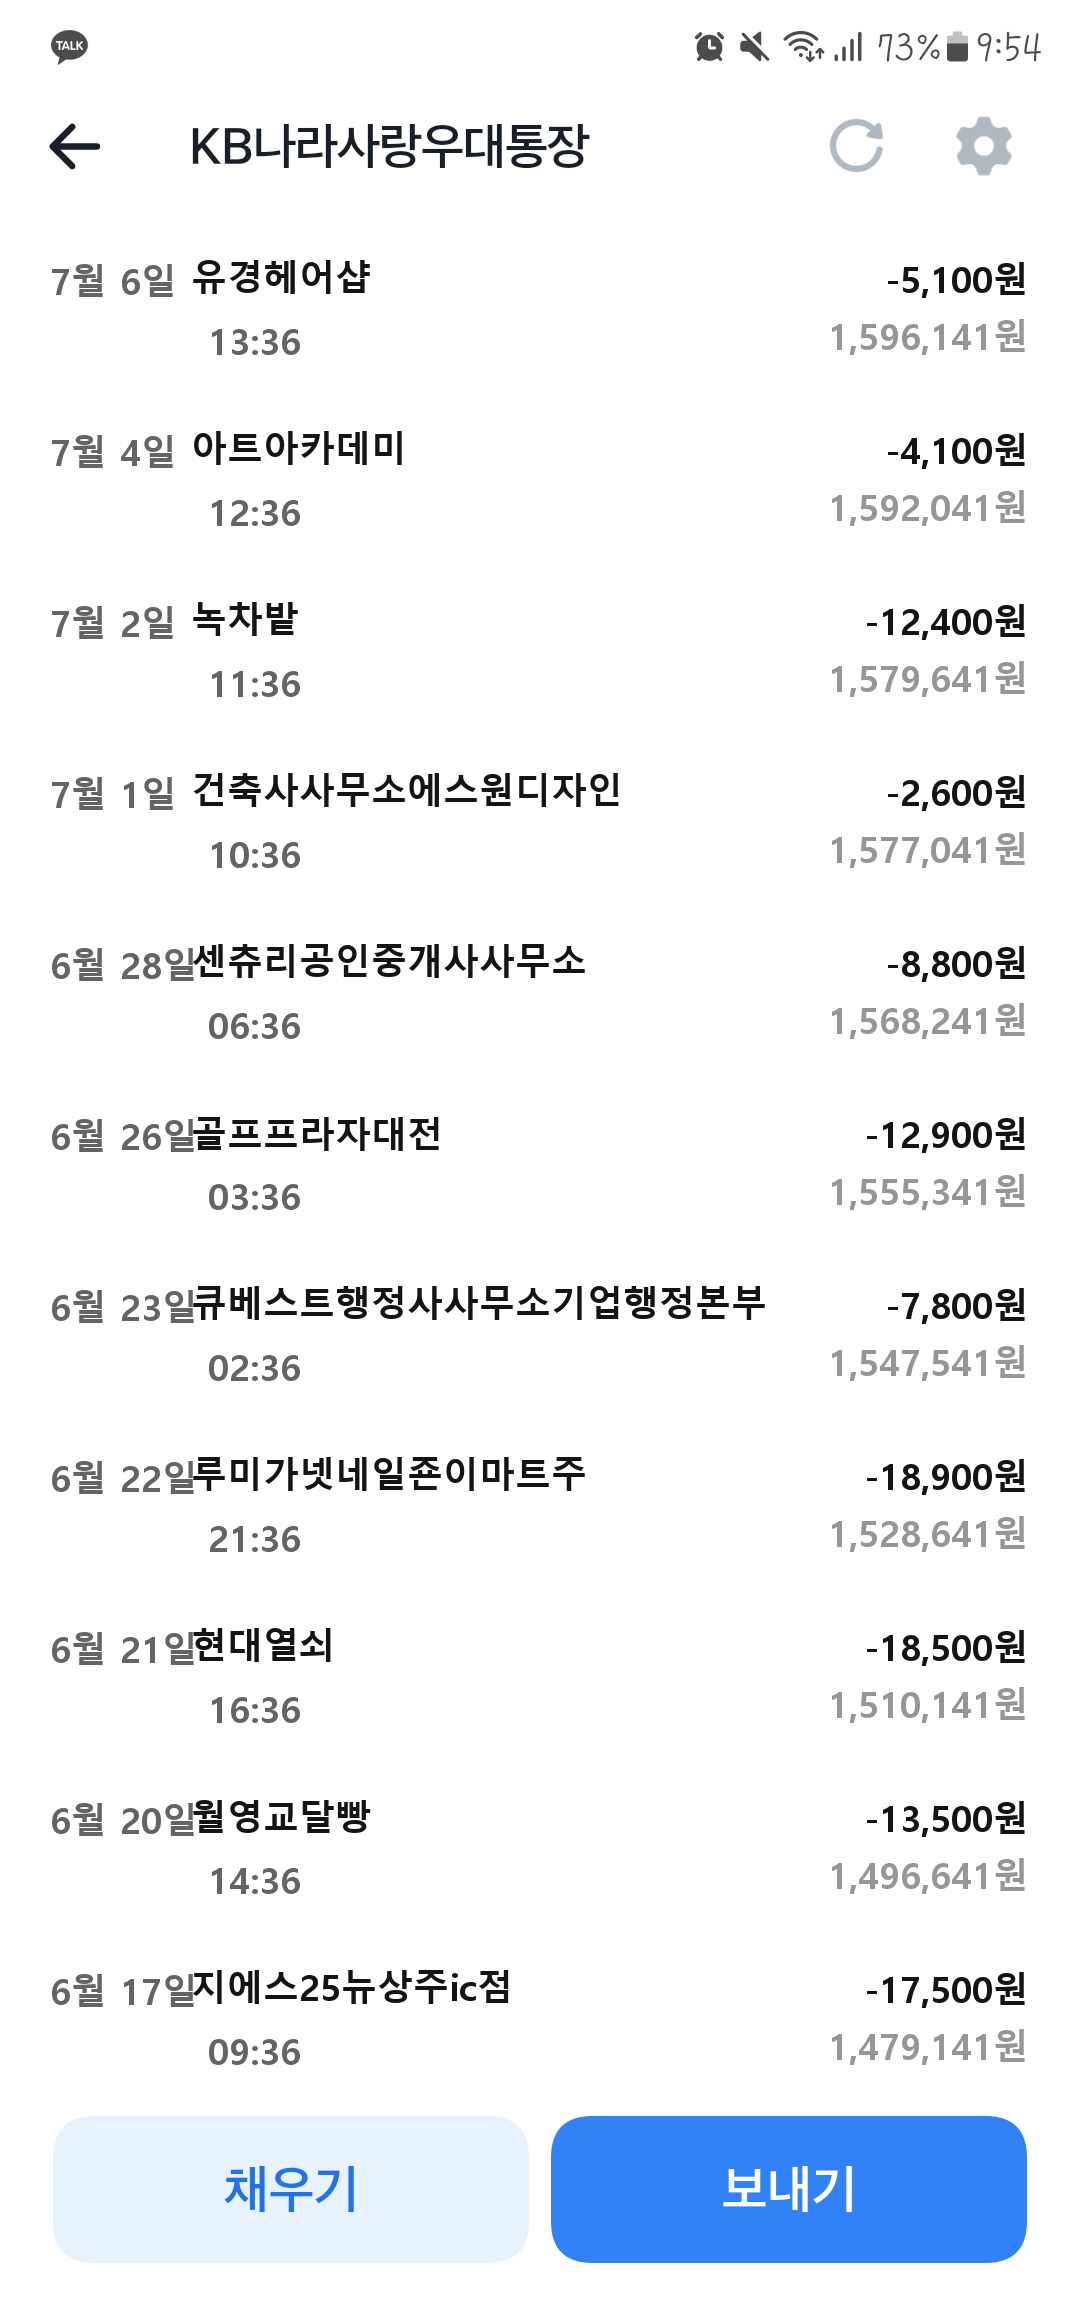 TALK 73% 9:54
KB나라사랑우대통장
7월 6일 유경헤어샵 -5,100원
13:36 1,596,141원
7월 4일 아트아카데미 -4,100원
12:36 1,592,041원
7월 2일 녹차밭 -12,400원
11:36 1,579,641원
7월 1일 건축사사무소에스원디자인 -2,600원
10:36 1,577,041원
6월 28일 센츄리공인중개사사무소 -8,800원
06:36 1,568,241원
6월 26일 골프프라자대전 -12,900원
03:36 1,555,341원
6월 23일 큐베스트행정사사무소기업행정본부 -7,800원
02:36 1,547,541원
6월 22일 루미가넷네일죤이마트주 -18,900원
21:36 1,528,641원
6월 21일 현대열쇠 -18,500원
16:36 1,510,141원
6월 20일 월영교달빵 -13,500원
14:36 1,496,641원
6월 17일 지에스25뉴상주ic점 -17,500원
09:36 1,479,141원
채우기 보내기